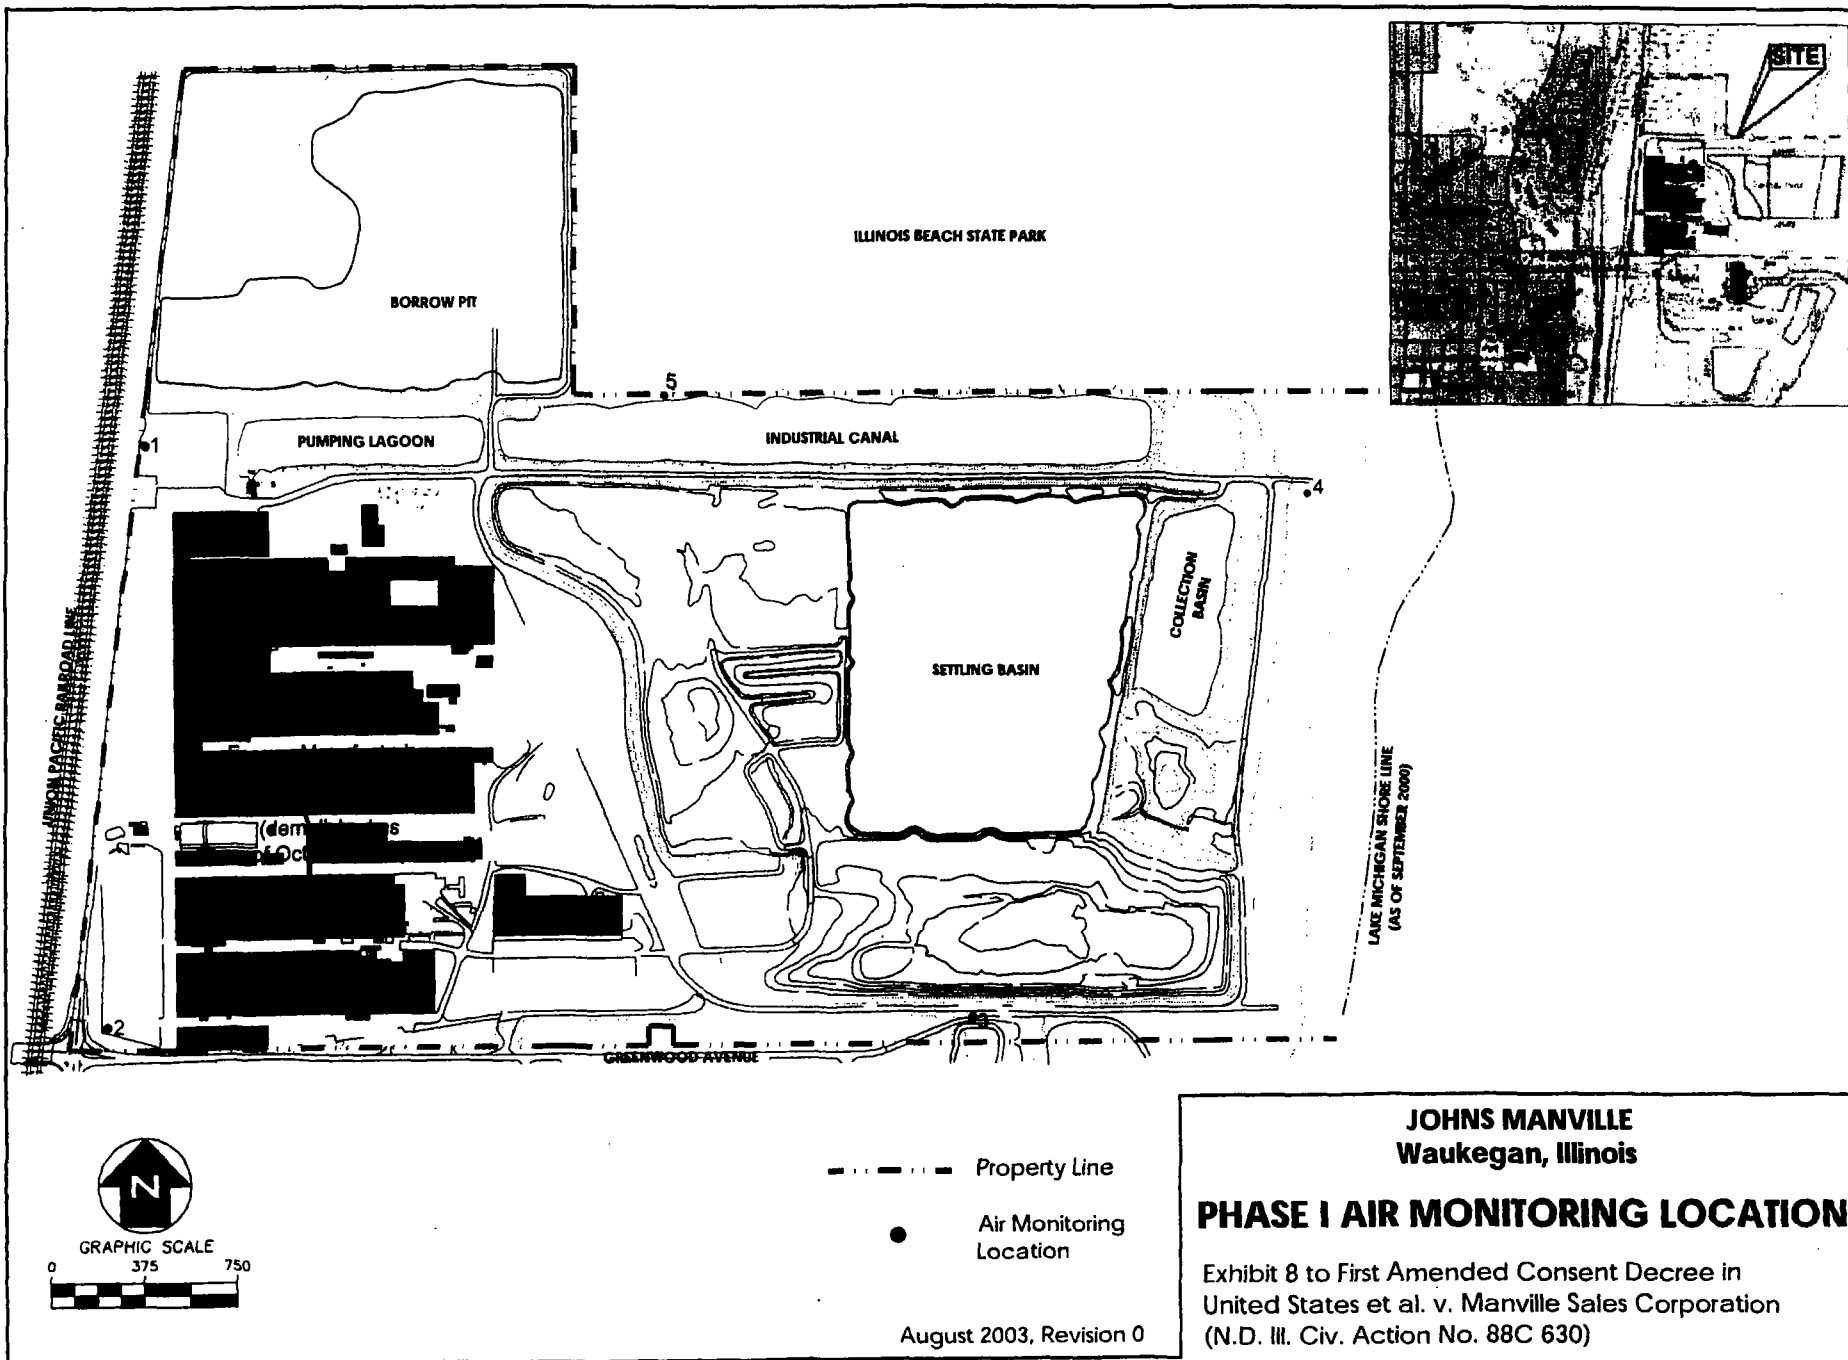 SITE
ILLINOIS BEACH STATE PARK
BORROW PIT
5
1
PUMPING LAGOON
INDUSTRIAL CANAL
4
COLLECTION
BASIN
SETTLING BASIN
UNION PACIFIC RAILROAD LINE
LAKE MICHIGAN SHORE LINE
(AS OF SEPTEMBER 2000)
of Oct
2
3
GREENWOOD AVENUE
N
GRAPHIC SCALE
0 375 750
Property Line
Air Monitoring
Location
August 2003, Revision 0
JOHNS MANVILLE
Waukegan, Illinois
PHASE I AIR MONITORING LOCATION
Exhibit 8 to First Amended Consent Decree in
United States et al. v. Manville Sales Corporation
(N.D. Ill. Civ. Action No. 88C 630)